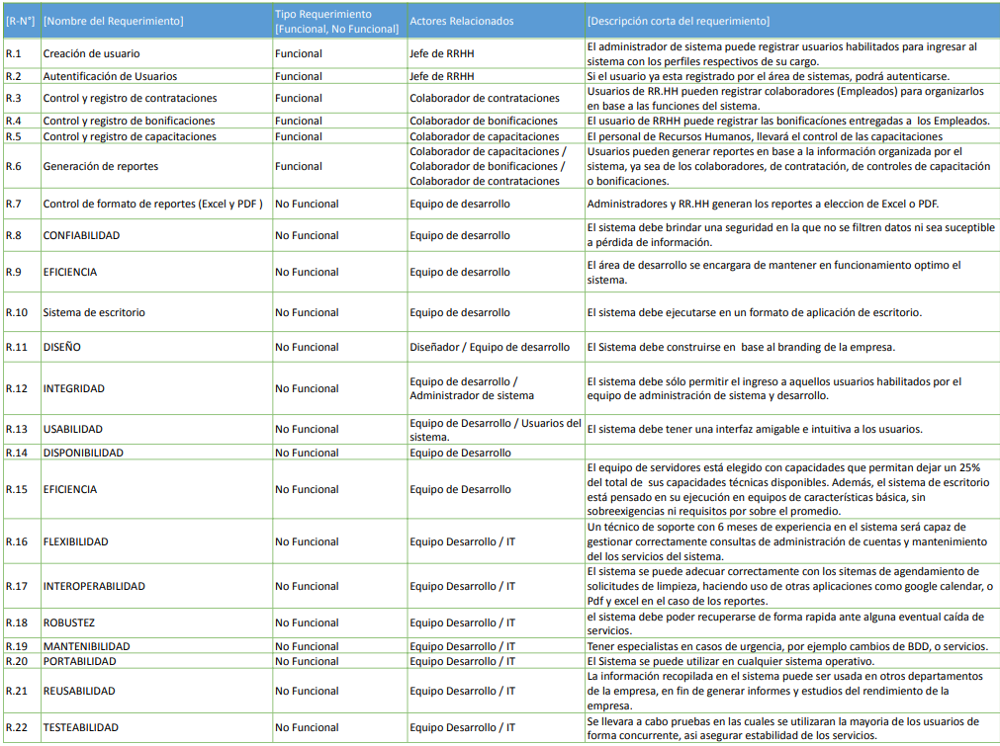 [R-N°] [Nombre del Requerimiento] Tipo Requerimiento [Funcional, No Funcional] Actores Relacionados [Descripción corta del requerimiento]
R.1 Creación de usuario Funcional Jefe de RRHH El administrador de sistema puede registrar usuarios habilitados para ingresar al
sistema con los perfiles respectivos de su cargo.
R.2 Autentificación de Usuarios Funcional Jefe de RRHH Si el usuario ya esta registrado por el área de sistemas, podrá autenticarse.
R.3 Control y registro de contrataciones Funcional Colaborador de contrataciones Usuarios de RR.HH pueden registrar colaboradores (Empleados) para organizarlos
en base a las funciones del sistema.
R.4 Control y registro de bonificaciones Funcional Colaborador de bonificaciones El usuario de RRHH puede registrar las bonificaciónes entregadas a los Empleados.
R.5 Control y registro de capacitaciones Funcional Colaborador de capacitaciones El personal de Recursos Humanos, llevará el control de las capacitaciones
R.6 Generación de reportes Funcional Colaborador de capacitaciones /
Colaborador de bonificaciones /
Colaborador de contrataciones
Usuarios pueden generar reportes en base a la información organizada por el
sistema, ya sea de los colaboradores, de contratación, de controles de capacitación
o bonificaciones.
R.7 Control de formato de reportes (Excel y PDF ) No Funcional Equipo de desarrollo Administradores y RR.HH generan los reportes a eleccion de Excel o PDF.
R.8 CONFIABILIDAD No Funcional Equipo de desarrollo El sistema debe brindar una seguridad en la que no se filtren datos ni sea suceptible
a pérdida de información.
R.9 EFICIENCIA No Funcional Equipo de desarrollo El área de desarrollo se encargara de mantener en funcionamiento optimo el
sistema.
R.10 Sistema de escritorio No Funcional Equipo de desarrollo El sistema debe ejecutarse en un formato de aplicación de escritorio.
R.11 DISEÑO No Funcional Diseñador / Equipo de desarrollo El Sistema debe construirse en base al branding de la empresa.
R.12 INTEGRIDAD No Funcional Equipo de desarrollo /
Administrador de sistema
El sistema debe sólo permitir el ingreso a aquellos usuarios habilitados por el
equipo de administración de sistema y desarrollo.
R.13 USABILIDAD No Funcional Equipo de Desarrollo / Usuarios del
sistema.
El sistema debe tener una interfaz amigable e intuitiva a los usuarios.
R.14 DISPONIBILIDAD No Funcional Equipo de Desarrollo
R.15 EFICIENCIA No Funcional Equipo de Desarrollo El equipo de servidores está elegido con capacidades que permitan dejar un 25%
del total de sus capacidades técnicas disponibles. Además, el sistema de escritorio
está pensado en su ejecución en equipos de características básica, sin
sobreexigencias ni requisitos por sobre el promedio.
R.16 FLEXIBILIDAD No Funcional Equipo Desarrollo / IT Un técnico de soporte con 6 meses de experiencia en el sistema será capaz de
gestionar correctamente consultas de administración de cuentas y mantenimiento
del los servicios del sistema.
R.17 INTEROPERABILIDAD No Funcional Equipo Desarrollo / IT El sistema se puede adecuar correctamente con los sitemas de agendamiento de
solicitudes de limpieza, haciendo uso de otras aplicaciones como google calendar, o
Pdf y excel en el caso de los reportes.
R.18 ROBUSTEZ No Funcional Equipo Desarrollo / IT el sistema debe poder recuperarse de forma rapida ante alguna eventual caída de
servicios.
R.19 MANTENIBILIDAD No Funcional Equipo Desarrollo / IT Tener especialistas en casos de urgencia, por ejemplo cambios de BDD, o servicios.
R.20 PORTABILIDAD No Funcional Equipo Desarrollo / IT El Sistema se puede utilizar en cualquier sistema operativo.
R.21 REUSABILIDAD No Funcional Equipo Desarrollo / IT La información recopilada en el sistema puede ser usada en otros departamentos
de la empresa, en fin de generar informes y estudios del rendimiento de la
empresa.
R.22 TESTEABILIDAD No Funcional Equipo Desarrollo / IT Se llevara a cabo pruebas en las cuales se utilizaran la mayoria de los usuarios de
forma concurrente, asi asegurar estabilidad de los servicios.